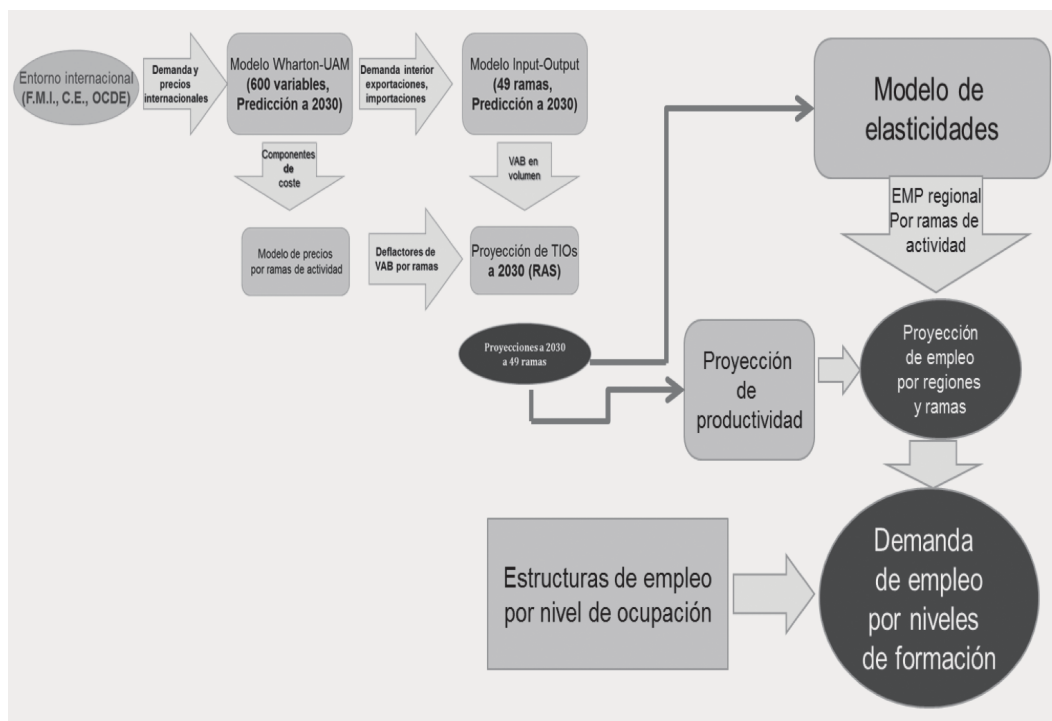 Entorno internacional
(F.M.I., C.E., OCDE)
Demanda y
precios
internacionales
Modelo Wharton-UAM
(600 variables,
Predicción a 2030)
Demanda interior
exportaciones,
importaciones
Modelo Input-Output
(49 ramas,
Predicción a 2030)
Modelo de
elasticidades
Componentes
de
coste
VAB en
volumen
EMP regional
Por ramas de
actividad
Modelo de precios
por ramas de actividad
Deflactores de
VAB por ramas
Proyección de TIOs
a 2030 (RAS)
Proyecciones a 2030
a 49 ramas
Proyección
de
productividad
Proyección
de empleo
por regiones
y ramas
Estructuras de empleo
por nivel de ocupación
Demanda
de empleo
por niveles
de formación